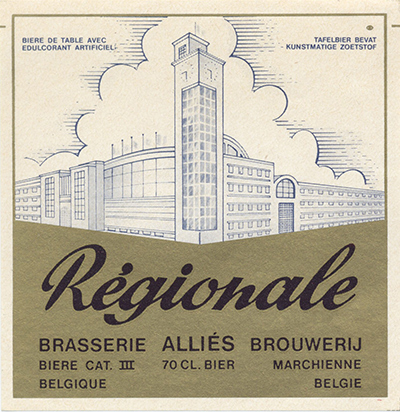 BIERE DE TABLE AVEC
EDULCORANT ARTIFICIEL
TAFELBIER BEVAT
KUNSTMATIGE ZOETSTOF
Régionale
BRASSERIE ALLIÉS BROUWERIJ
BIERE CAT. III 70 CL. BIER MARCHIENNE
BELGIQUE BELGIE